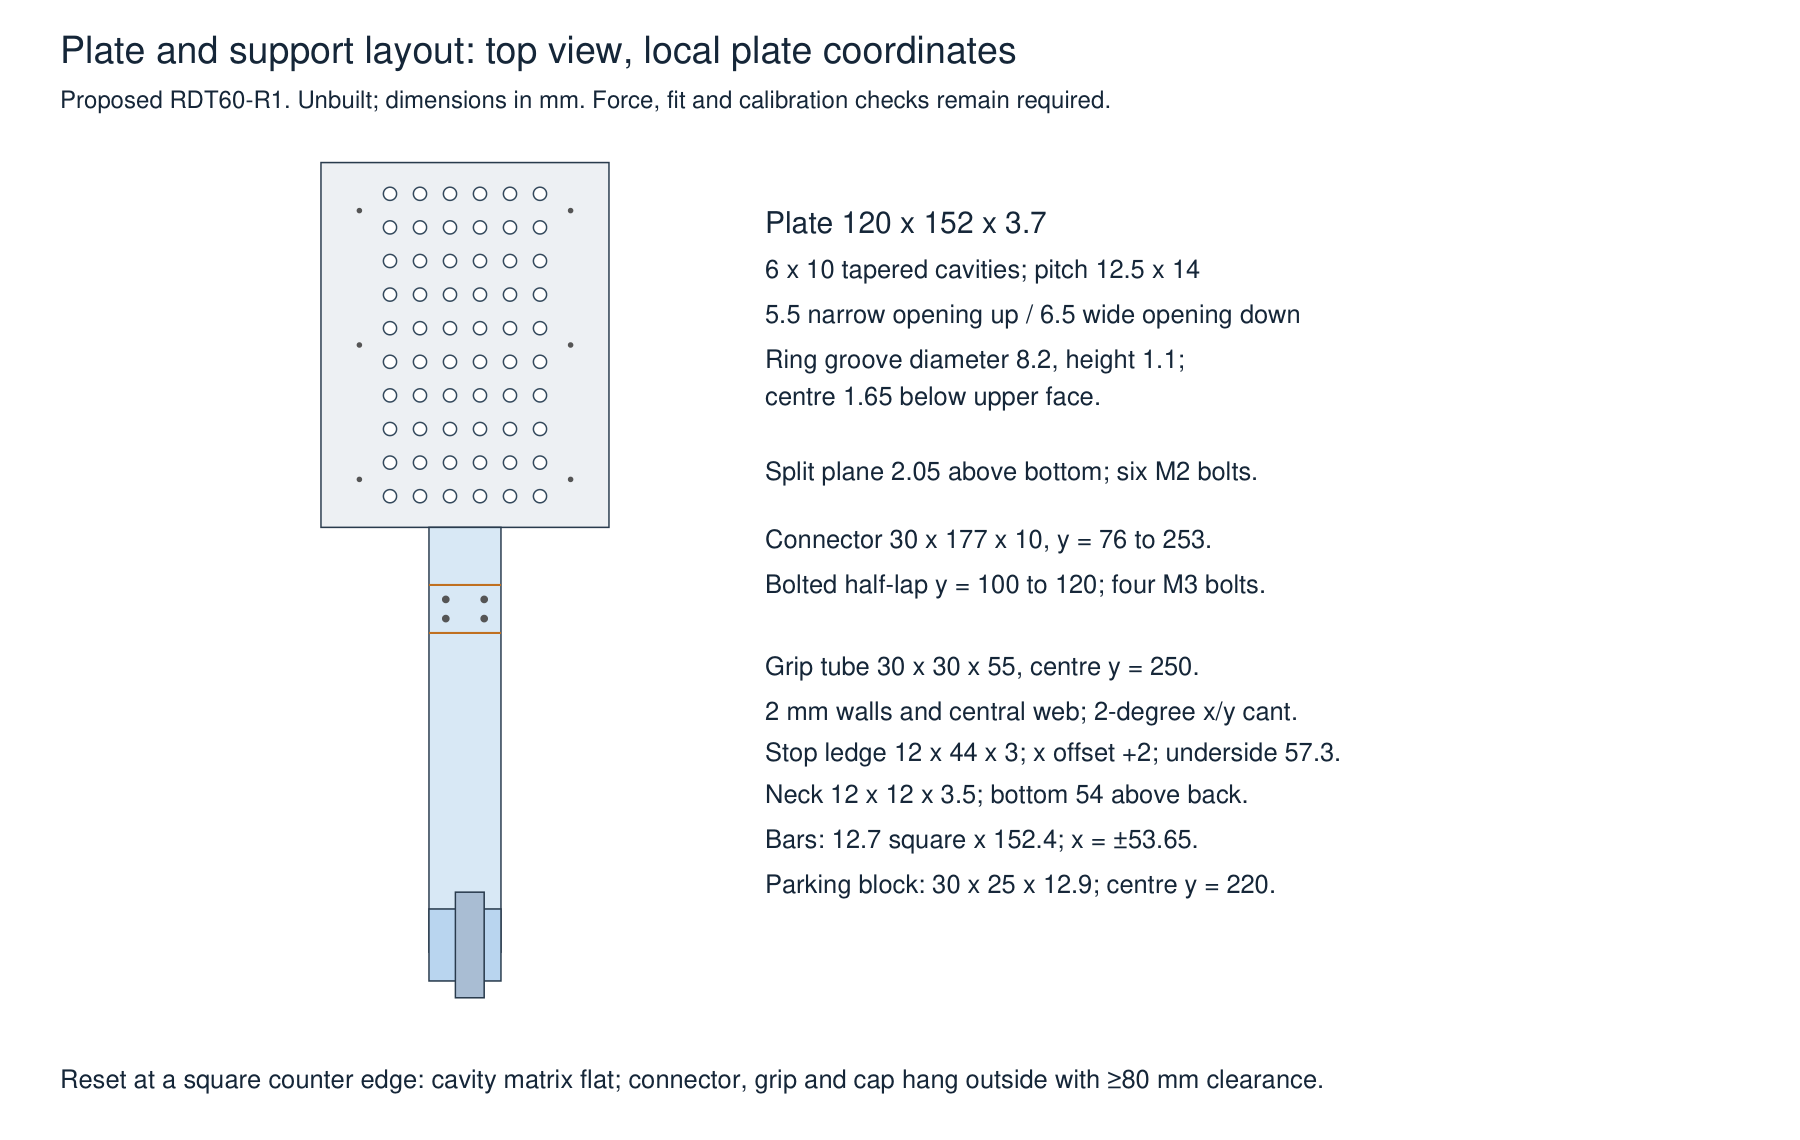 Plate and support layout: top view, local plate coordinates
Proposed RDT60-R1. Unbuilt; dimensions in mm. Force, fit and calibration checks remain required.
Plate 120 x 152 x 3.7
6 x 10 tapered cavities; pitch 12.5 x 14
5.5 narrow opening up / 6.5 wide opening down
Ring groove diameter 8.2, height 1.1;
centre 1.65 below upper face.
Split plane 2.05 above bottom; six M2 bolts.
Connector 30 x 177 x 10, y = 76 to 253.
Bolted half-lap y = 100 to 120; four M3 bolts.
Grip tube 30 x 30 x 55, centre y = 250.
2 mm walls and central web; 2-degree x/y cant.
Stop ledge 12 x 44 x 3; x offset +2; underside 57.3.
Neck 12 x 12 x 3.5; bottom 54 above back.
Bars: 12.7 square x 152.4; x = ±53.65.
Parking block: 30 x 25 x 12.9; centre y = 220.
Reset at a square counter edge: cavity matrix flat; connector, grip and cap hang outside with ≥80 mm clearance.